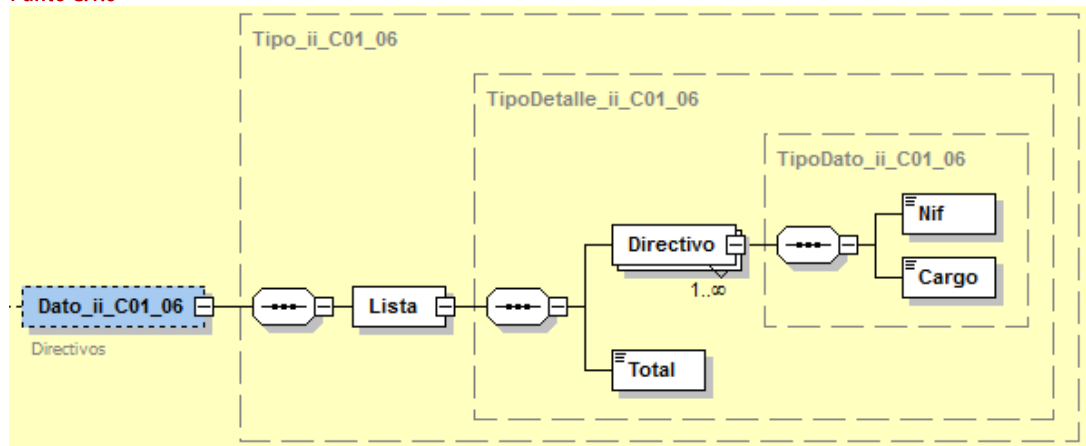 Tipo_ii_C01_06
TipoDetalle_ii_C01_06
TipoDato_ii_C01_06
Nif
Directivo
Cargo
1..∞
Dato_ii_C01_06
Lista
Directivos
Total